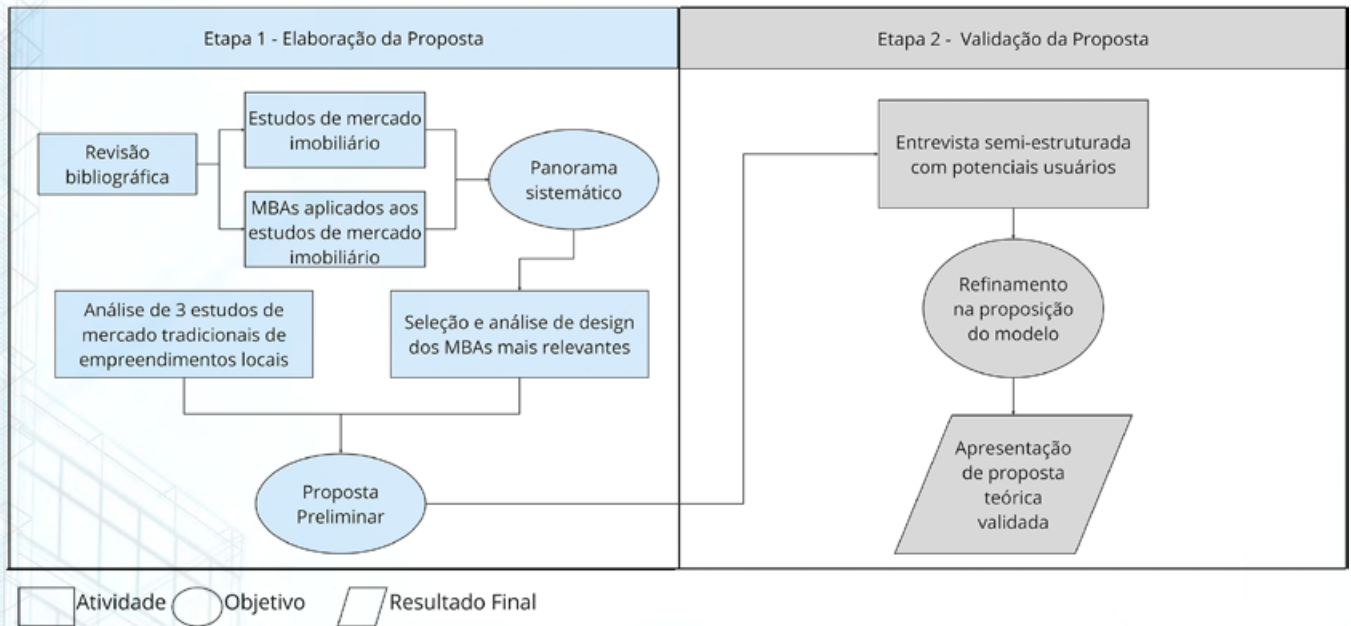 Etapa 1 - Elaboração da Proposta
Etapa 2 - Validação da Proposta
Revisão
bibliográfica
Estudos de mercado
imobiliário
MBAs aplicados aos
estudos de mercado
imobiliário
Panorama
sistemático
Análise de 3 estudos de
mercado tradicionais de
empreendimentos locais
Seleção e análise de design
dos MBAs mais relevantes
Proposta
Preliminar
Entrevista semi-estruturada
com potenciais usuários
Refinamento
na proposição
do modelo
Apresentação
de proposta
teórica
validada
Atividade
Objetivo
Resultado Final